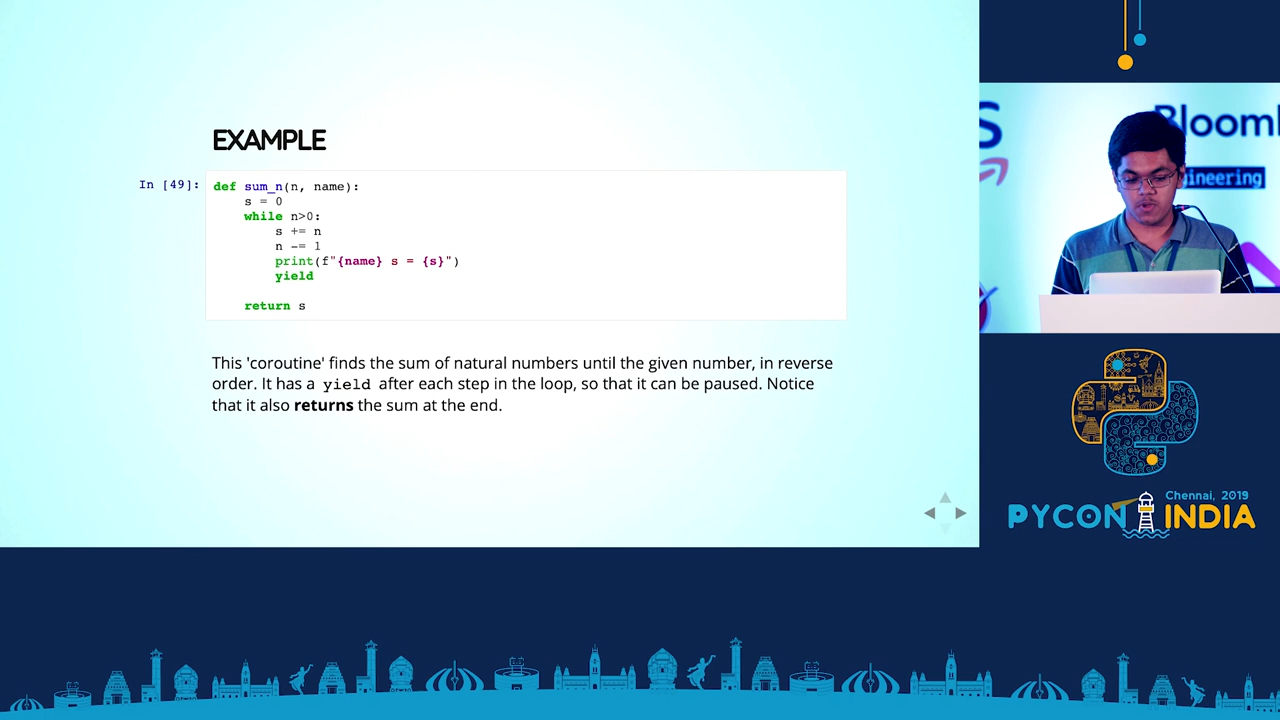 EXAMPLE
In [49]:
def sum_n(n, name):
    s = 0
    while n>0:
        s += n
        n -= 1
        print(f"{name} s = {s}")
        yield
    return s
This 'coroutine' finds the sum of natural numbers until the given number, in reverse
order. It has a yield after each step in the loop, so that it can be paused. Notice
that it also returns the sum at the end.
S
Bloom
gineering
Chennai, 2019
PYCON INDIA